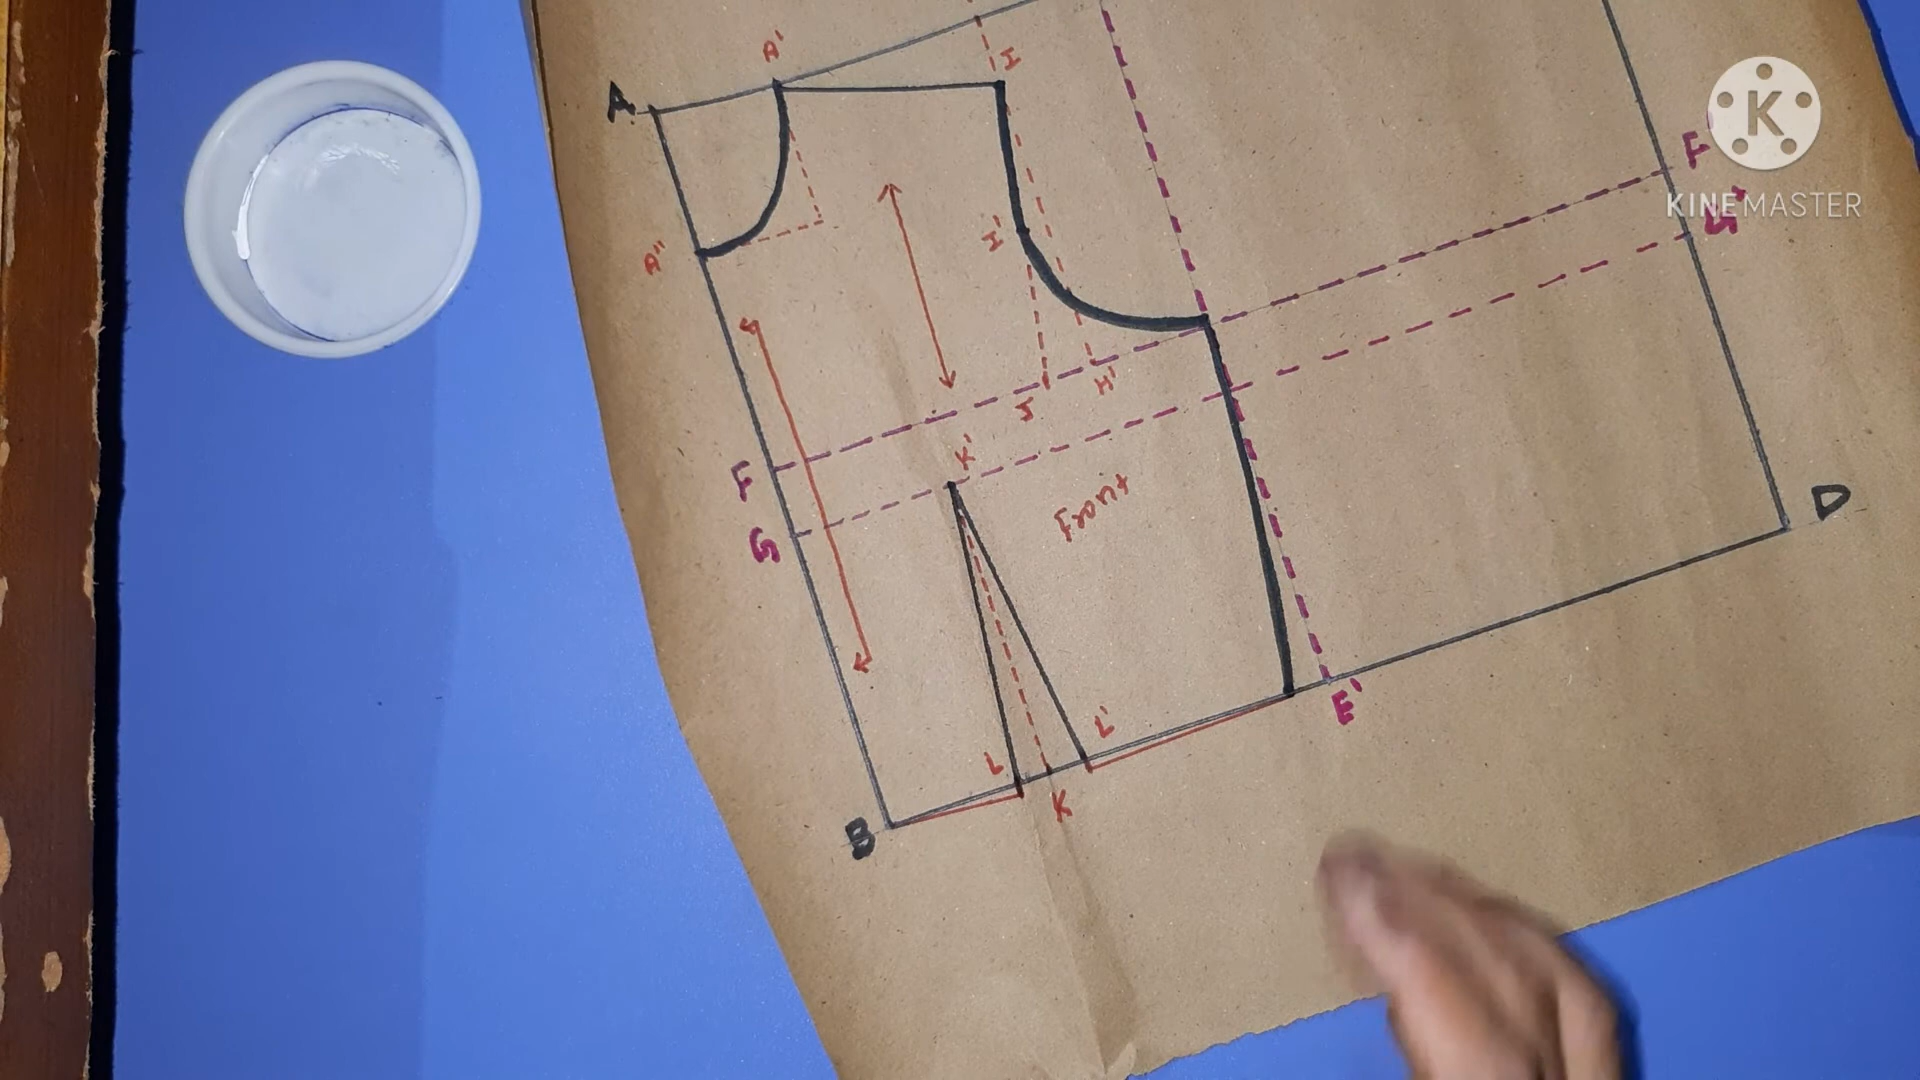 A'
I
A
K
KINEMASTER
F'
G'
I'
A"
J
H'
K'
F
G
Front
D
L'
E'
L
K
B